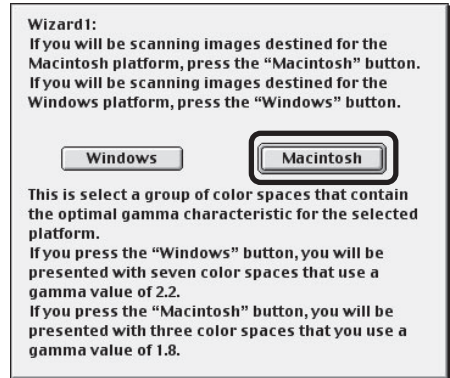 Wizard1:
If you will be scanning images destined for the
Macintosh platform, press the “Macintosh” button.
If you will be scanning images destined for the
Windows platform, press the “Windows” button.
Windows Macintosh
This is select a group of color spaces that contain
the optimal gamma characteristic for the selected
platform.
If you press the “Windows” button, you will be
presented with seven color spaces that use a
gamma value of 2.2.
If you press the “Macintosh” button, you will be
presented with three color spaces that you use a
gamma value of 1.8.